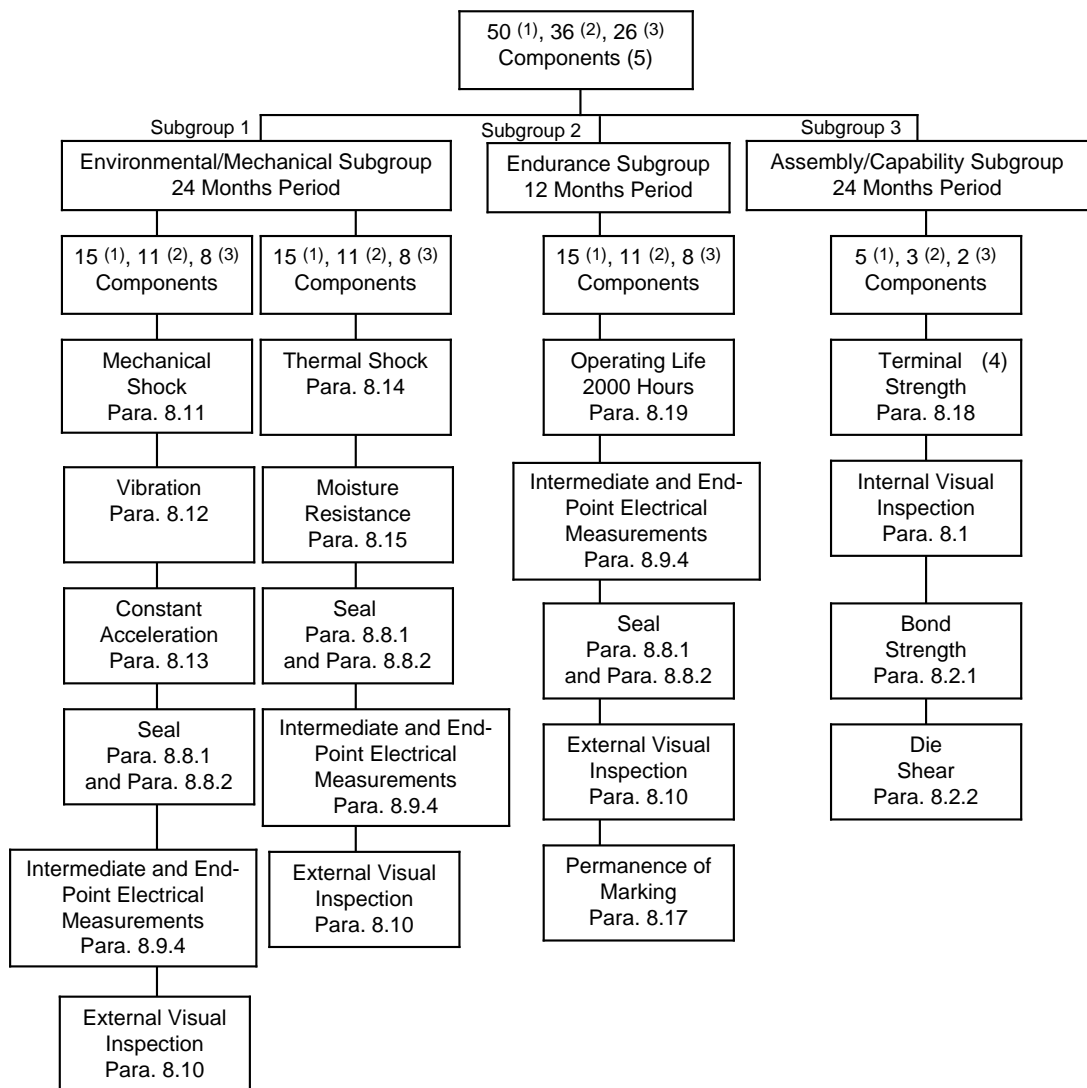 50 (1), 36 (2), 26 (3)
Components (5)
Subgroup 1
Subgroup 2
Subgroup 3
Environmental/Mechanical Subgroup
24 Months Period
Endurance Subgroup
12 Months Period
Assembly/Capability Subgroup
24 Months Period
15 (1), 11 (2), 8 (3)
Components
15 (1), 11 (2), 8 (3)
Components
15 (1), 11 (2), 8 (3)
Components
5 (1), 3 (2), 2 (3)
Components
Mechanical
Shock
Para. 8.11
Thermal Shock
Para. 8.14
Operating Life
2000 Hours
Para. 8.19
Terminal (4)
Strength
Para. 8.18
Vibration
Para. 8.12
Moisture
Resistance
Para. 8.15
Intermediate and End-
Point Electrical
Measurements
Para. 8.9.4
Internal Visual
Inspection
Para. 8.1
Constant
Acceleration
Para. 8.13
Seal
Para. 8.8.1
and Para. 8.8.2
Seal
Para. 8.8.1
and Para. 8.8.2
Bond
Strength
Para. 8.2.1
Seal
Para. 8.8.1
and Para. 8.8.2
Intermediate and End-
Point Electrical
Measurements
Para. 8.9.4
External Visual
Inspection
Para. 8.10
Die
Shear
Para. 8.2.2
Intermediate and End-
Point Electrical
Measurements
Para. 8.9.4
External Visual
Inspection
Para. 8.10
Permanence of
Marking
Para. 8.17
External Visual
Inspection
Para. 8.10